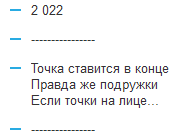 2 022
----------------
Точка ставится в конце
Правда же подружки
Если точки на лице...
----------------